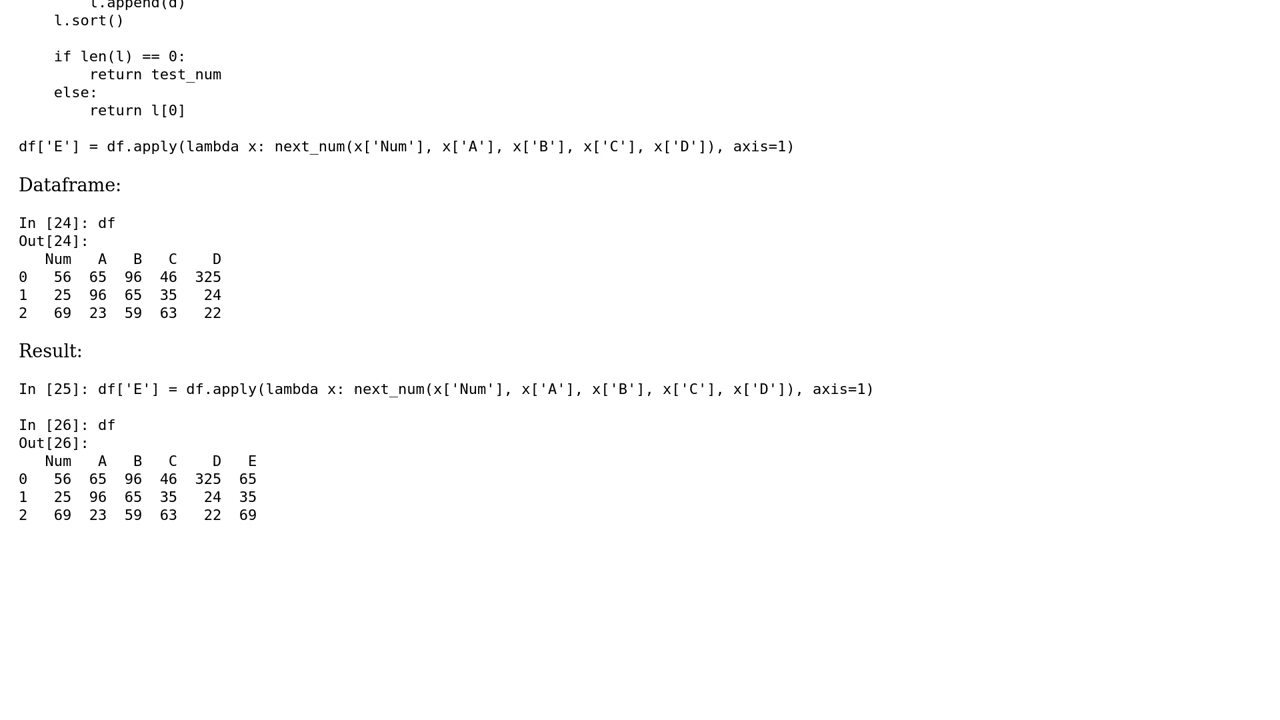 l.append(d)
    l.sort()

    if len(l) == 0:
        return test_num
    else:
        return l[0]

df['E'] = df.apply(lambda x: next_num(x['Num'], x['A'], x['B'], x['C'], x['D']), axis=1)
Dataframe:
In [24]: df
Out[24]:
   Num   A   B   C    D
0   56  65  96  46  325
1   25  96  65  35   24
2   69  23  59  63   22
Result:
In [25]: df['E'] = df.apply(lambda x: next_num(x['Num'], x['A'], x['B'], x['C'], x['D']), axis=1)

In [26]: df
Out[26]:
   Num   A   B   C    D   E
0   56  65  96  46  325  65
1   25  96  65  35   24  35
2   69  23  59  63   22  69